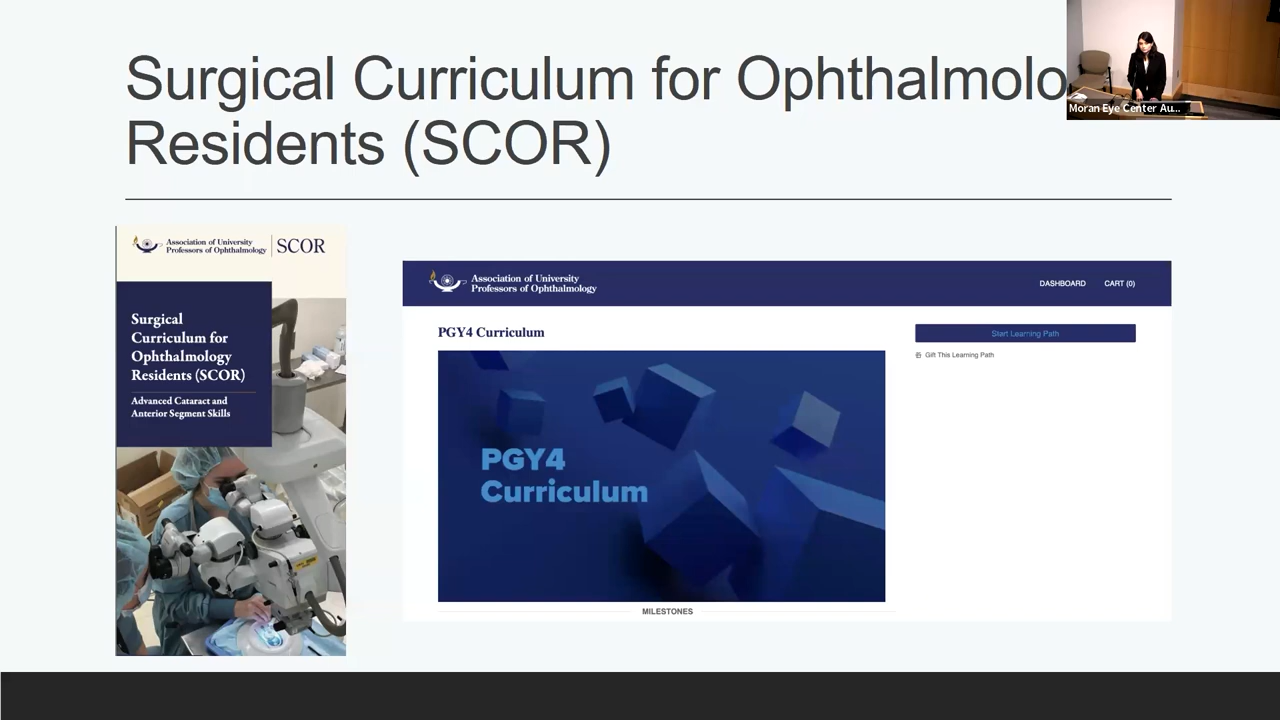 Surgical Curriculum for Ophthalmolo
Residents (SCOR)
Moran Eye Center Au...
Association of University
Professors of Ophthalmology
SCOR
Surgical
Curriculum for
Ophthalmology
Residents (SCOR)
Advanced Cataract and
Anterior Segment Skills
Association of University
Professors of Ophthalmology
DASHBOARD
CART (0)
PGY4 Curriculum
Start Learning Path
Gift This Learning Path
PGY4
Curriculum
MILESTONES